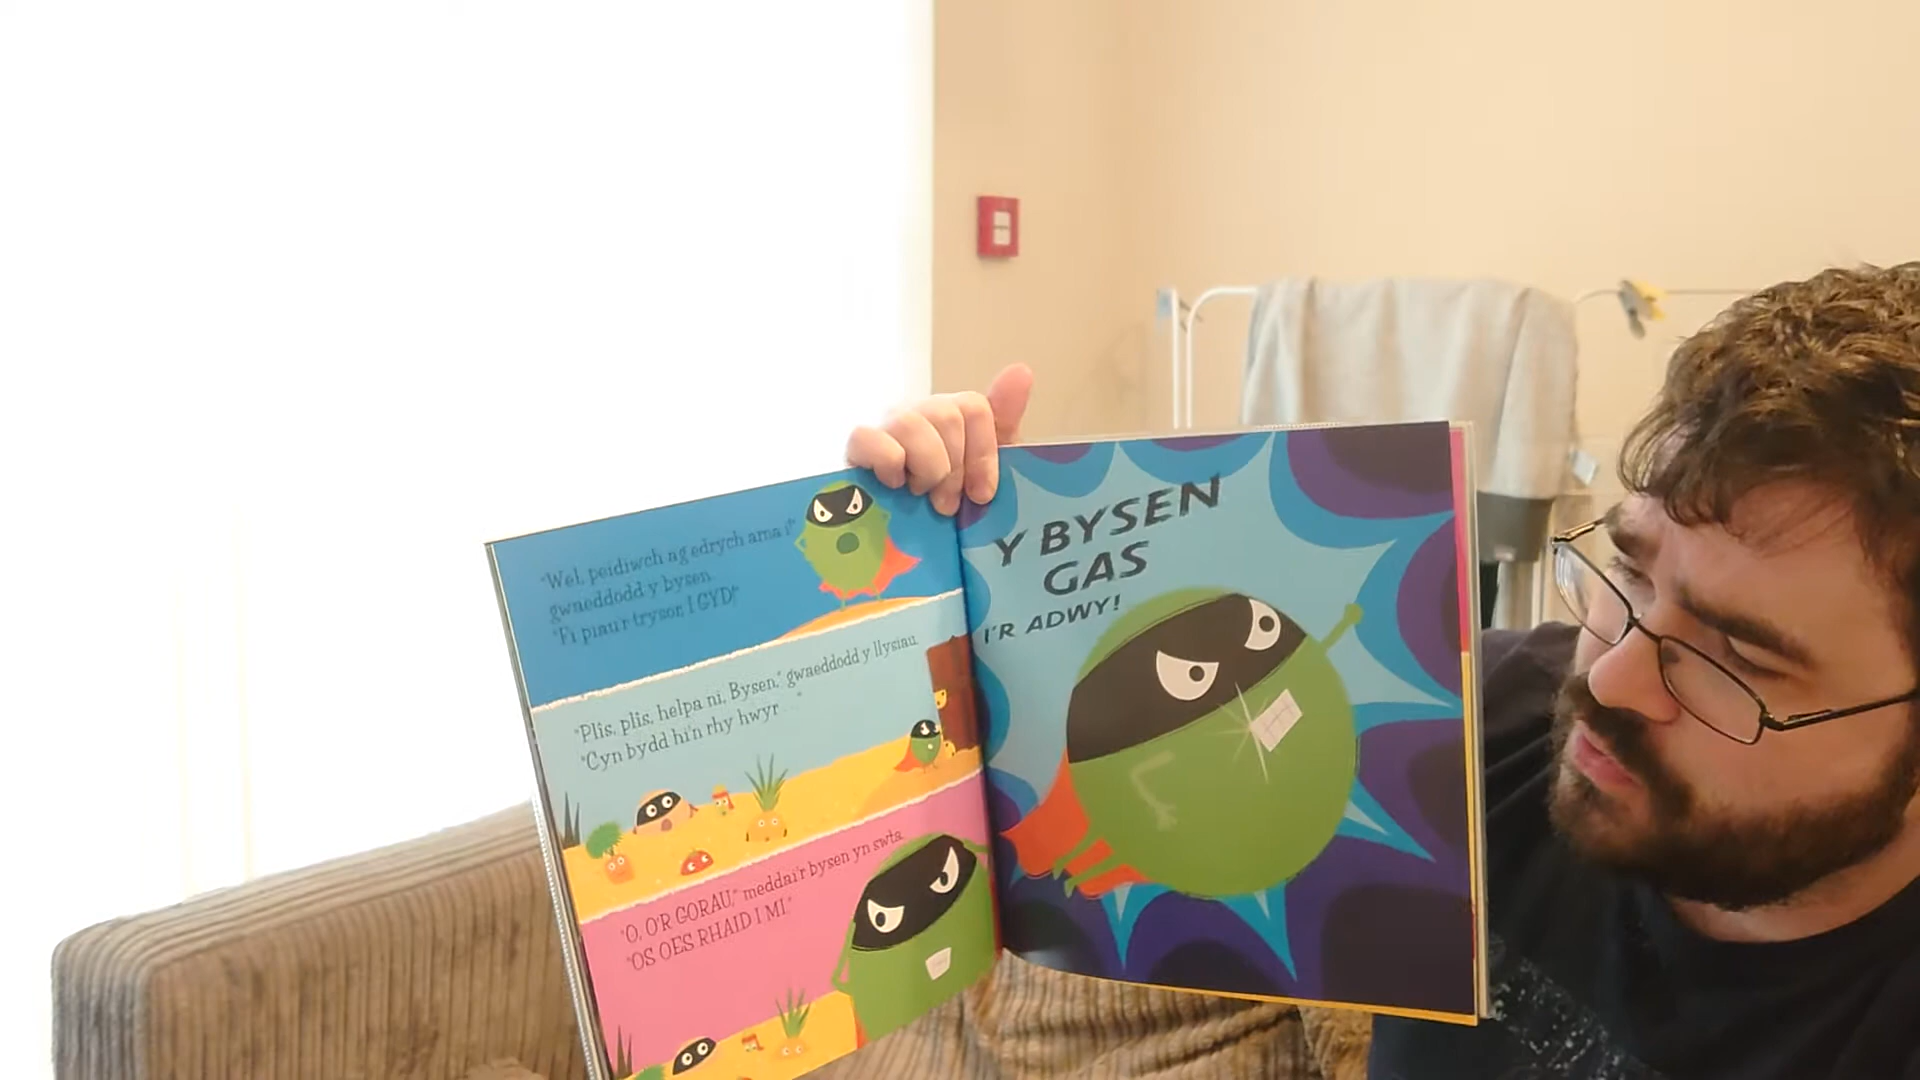 "Wel, peidiwch ag edrych arna i!"
gwaeddodd y bysen.
"Fi piau'r trysor, I GYD!"
"Plis, plis, helpa ni, Bysen," gwaeddodd y llysiau.
"Cyn bydd hi'n rhy hwyr . . ."
"O, O'R GORAU," meddai'r bysen yn swta.
"OS OES RHAID I MI."
Y BYSEN
GAS
I'R ADWY!